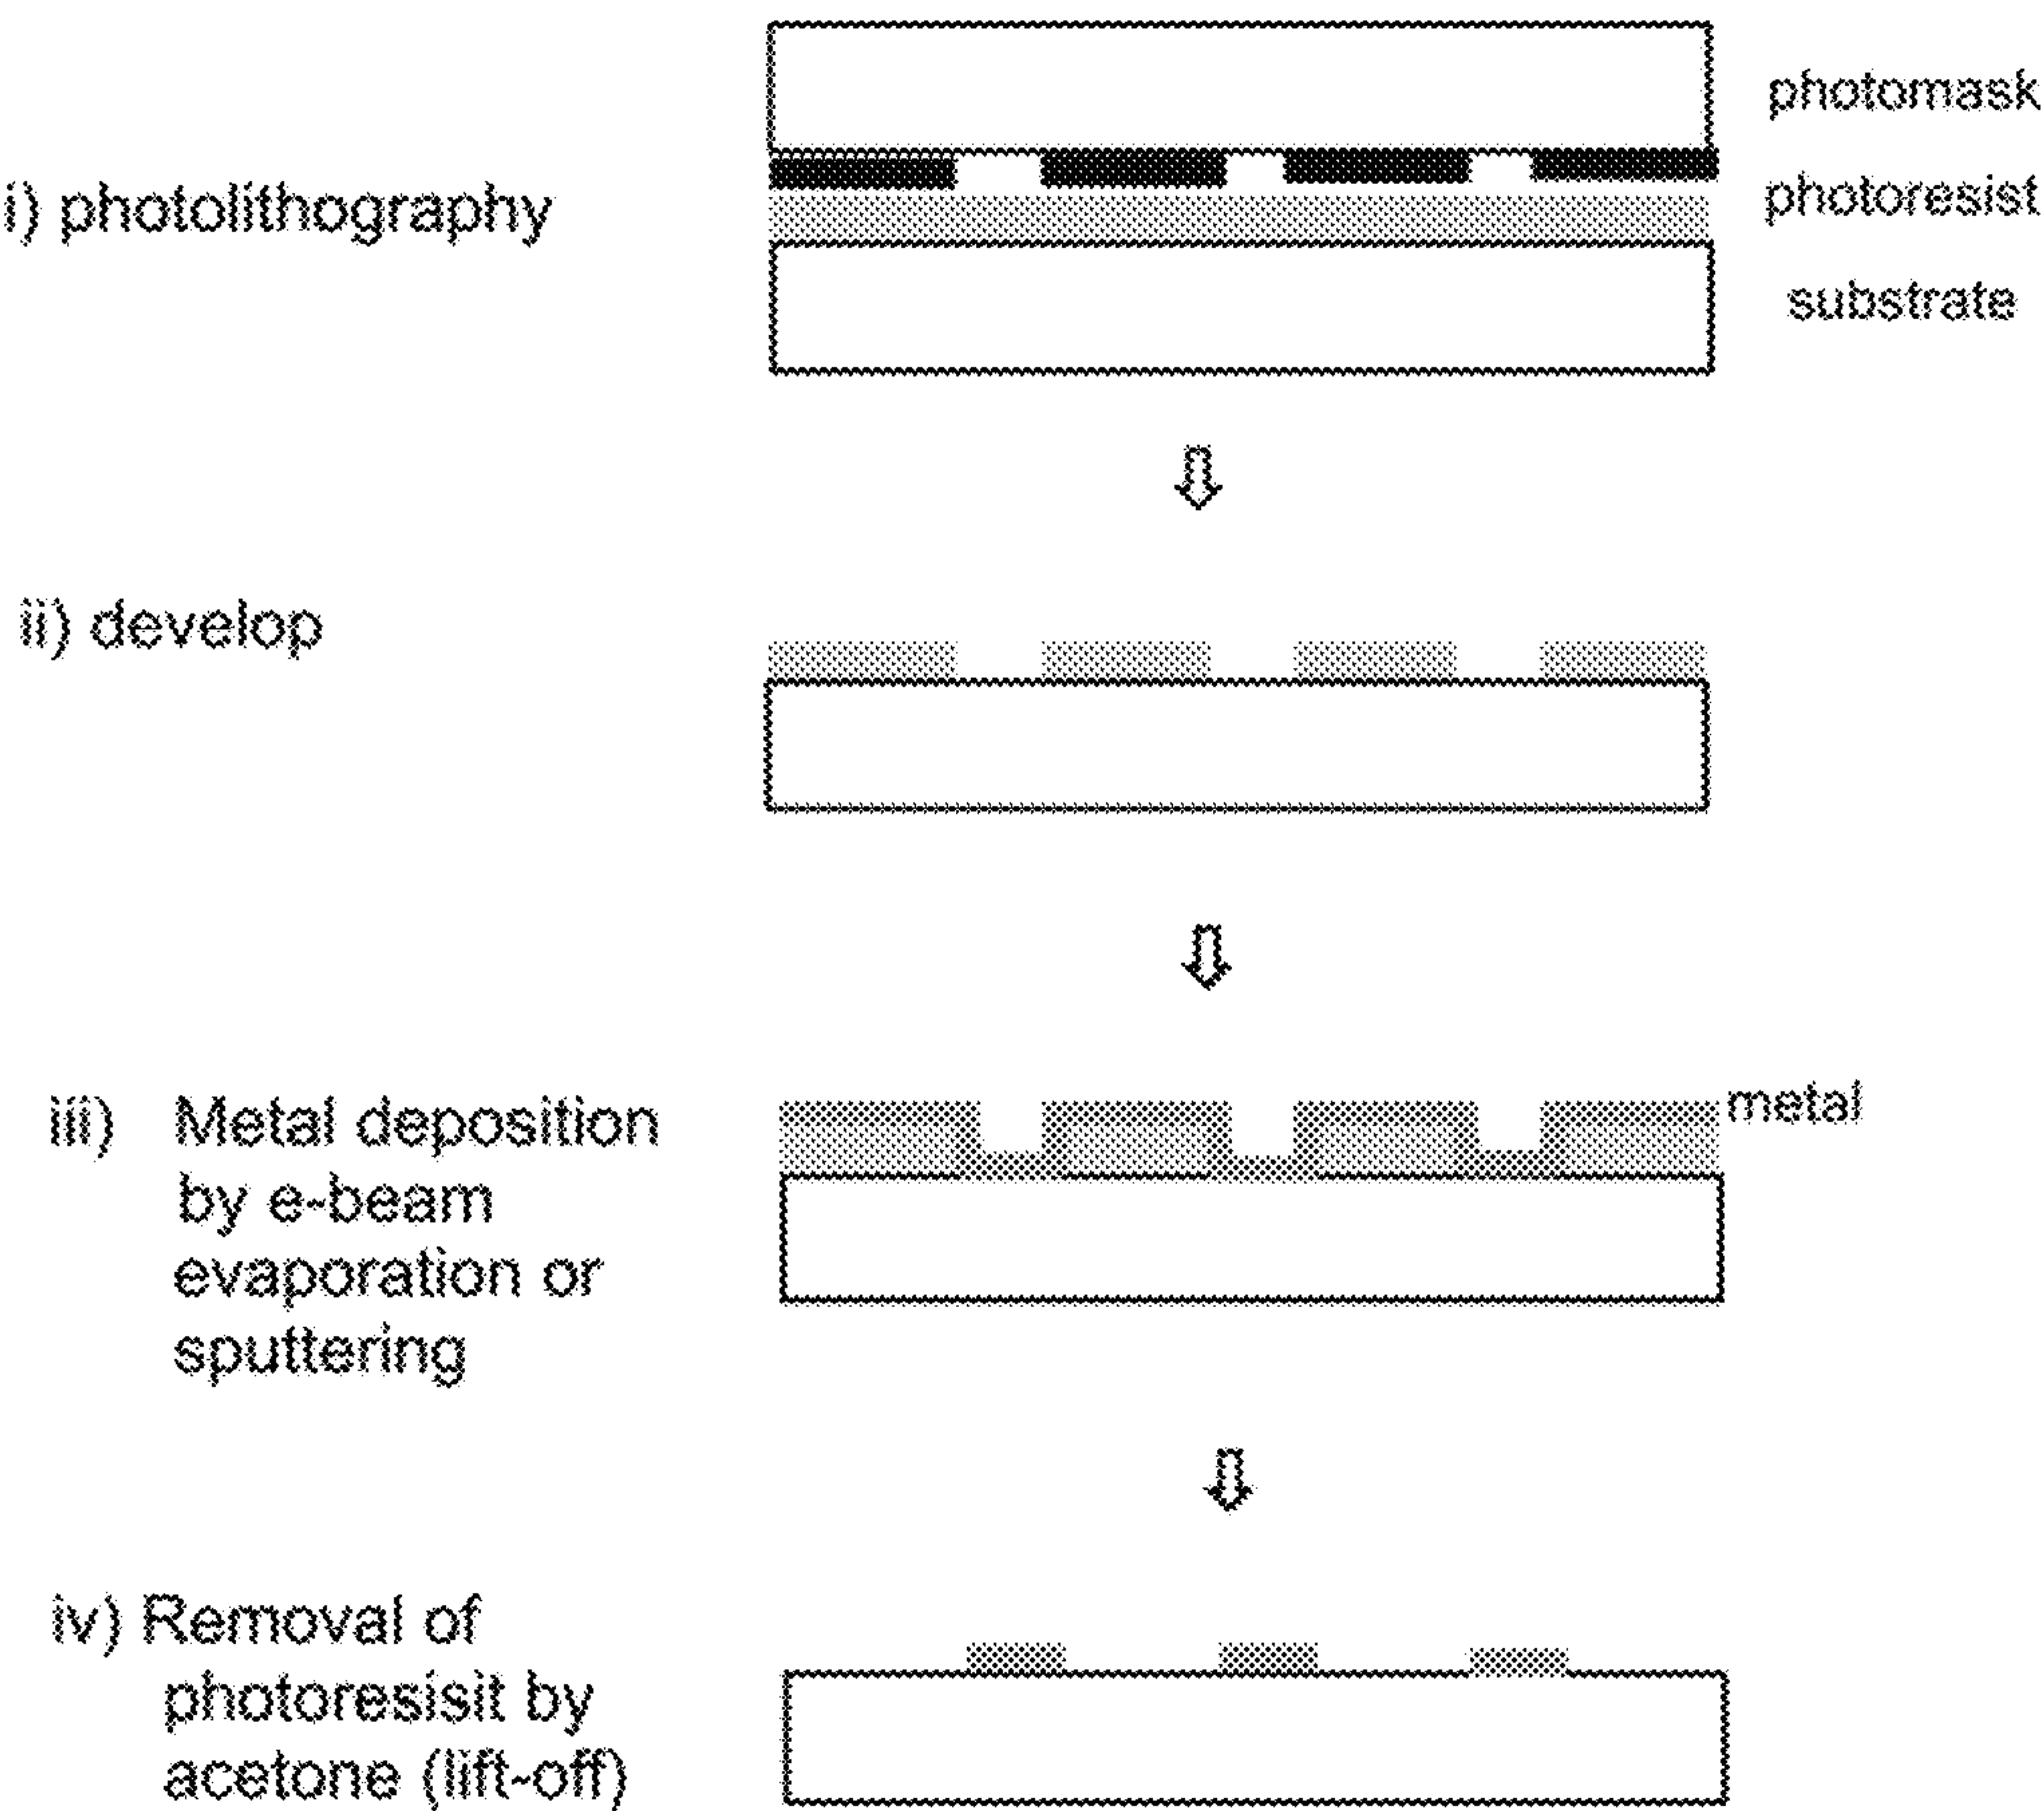 photomask
i) photolithography
photoresist
substrate
ii) develop
iii) Metal deposition
metal
by e-beam
evaporation or
sputtering
iv) Removal of
photoresisit by
acetone (lift-off)